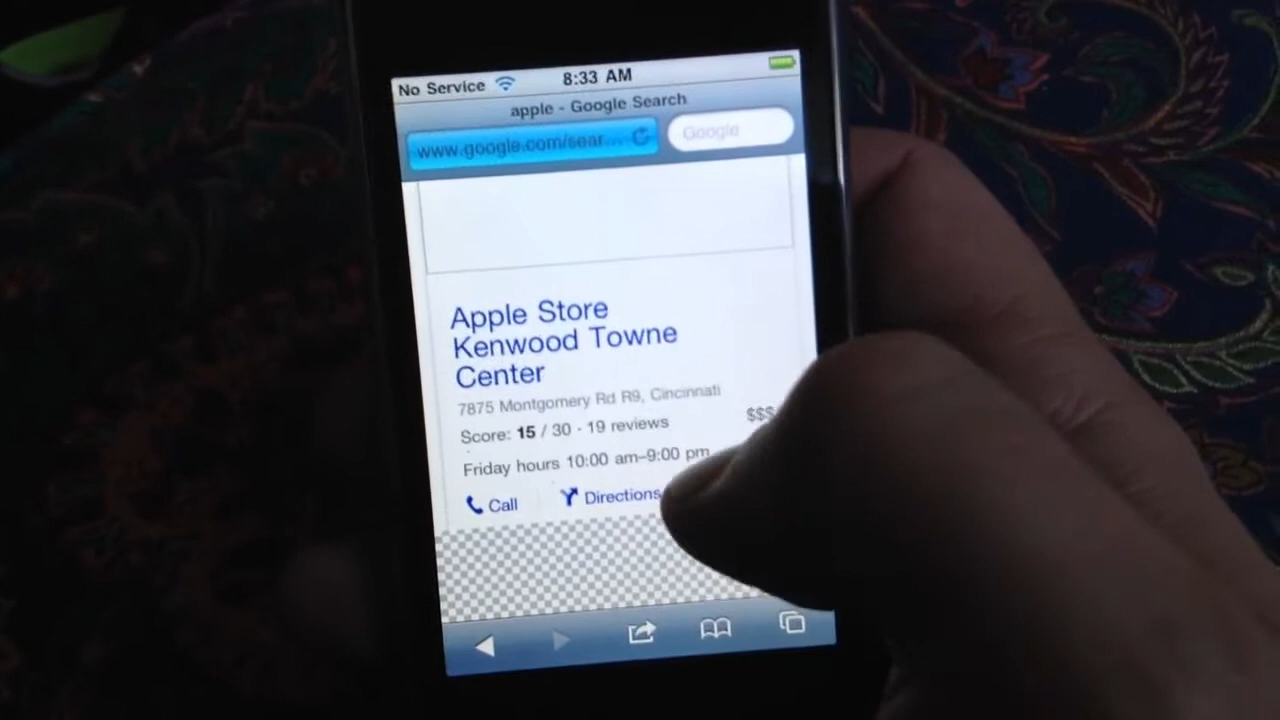 No Service 8:33 AM
apple - Google Search
www.google.com/sear... Google
Apple Store
Kenwood Towne
Center
7875 Montgomery Rd R9, Cincinnati
Score: 15 / 30 - 19 reviews $$$
Friday hours 10:00 am–9:00 pm
Call Directions